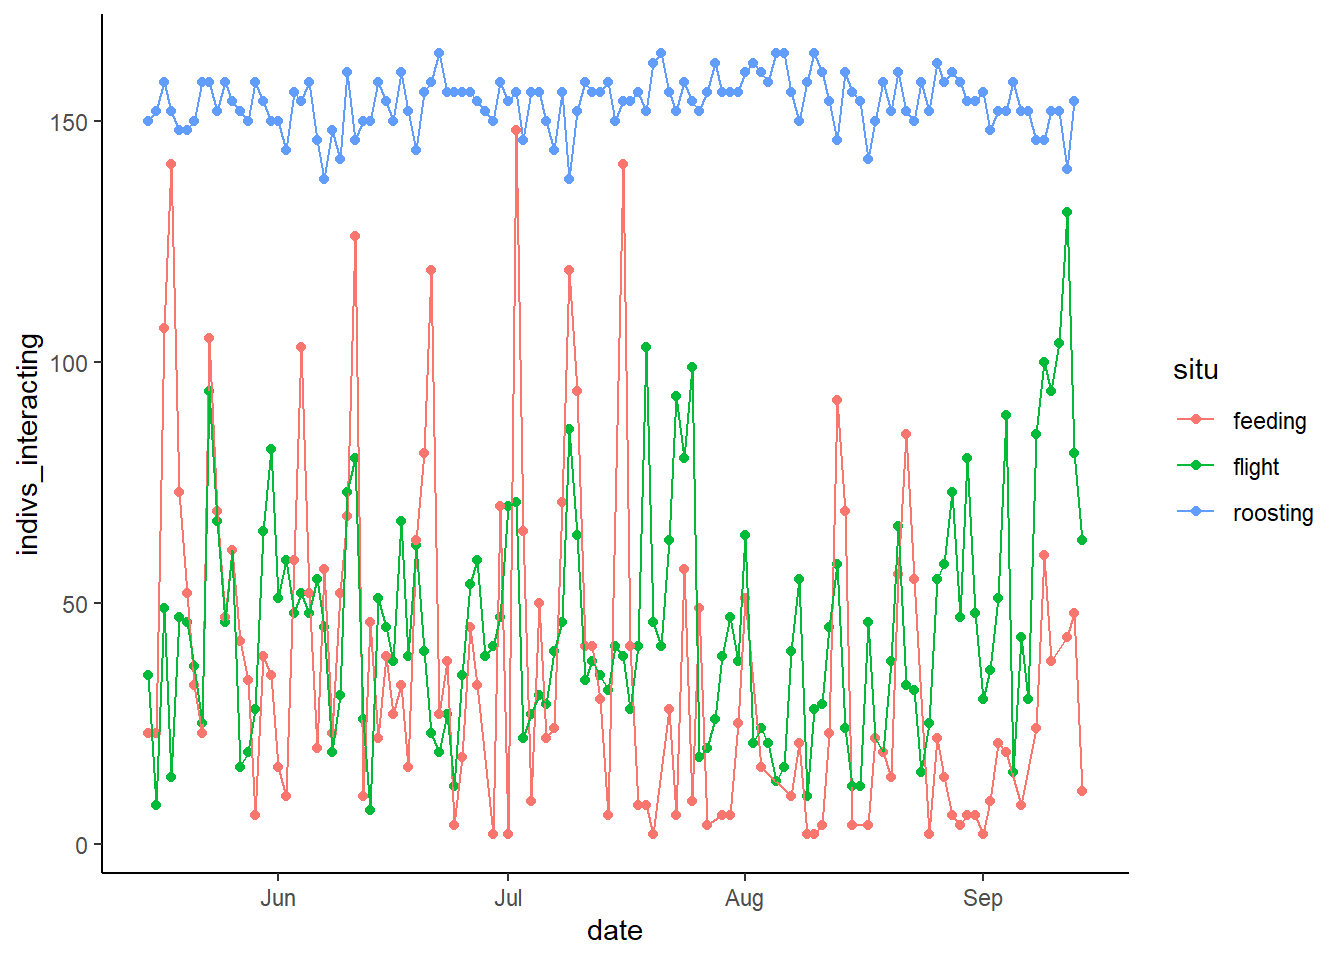 150
100
50
0
indivs_interacting
Jun Jul Aug Sep
date
situ
feeding
flight
roosting